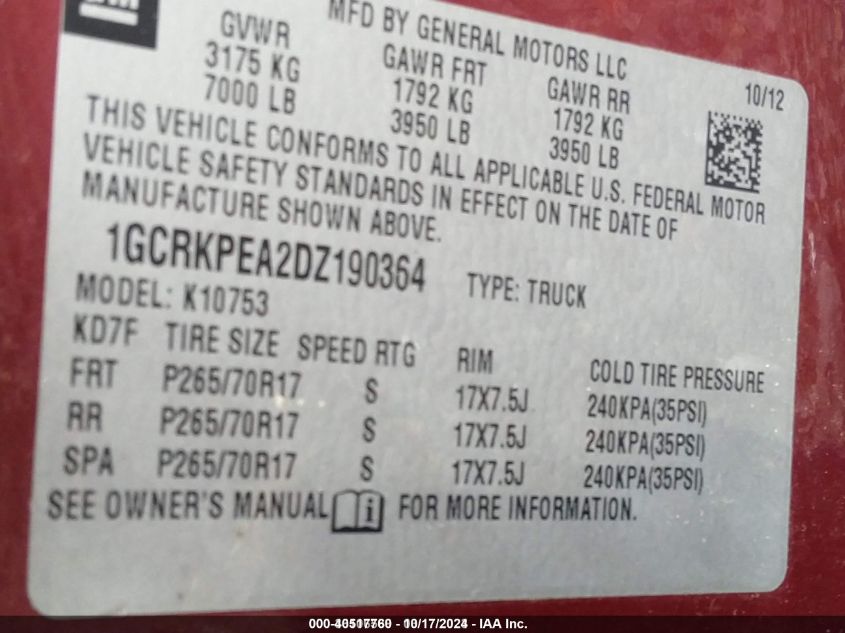 GM
MFD BY GENERAL MOTORS LLC
GVWR GAWR FRT GAWR RR 10/12
3175 KG 1792 KG 1792 KG
7000 LB 3950 LB 3950 LB
THIS VEHICLE CONFORMS TO ALL APPLICABLE U.S. FEDERAL MOTOR
VEHICLE SAFETY STANDARDS IN EFFECT ON THE DATE OF
MANUFACTURE SHOWN ABOVE.
1GCRKPEA2DZ190364 TYPE: TRUCK
MODEL: K10753
KD7F TIRE SIZE SPEED RTG RIM COLD TIRE PRESSURE
FRT P265/70R17 S 17X7.5J 240KPA(35PSI)
RR P265/70R17 S 17X7.5J 240KPA(35PSI)
SPA P265/70R17 S 17X7.5J 240KPA(35PSI)
SEE OWNER'S MANUAL i FOR MORE INFORMATION.
10/17/2024 - IAA Inc.